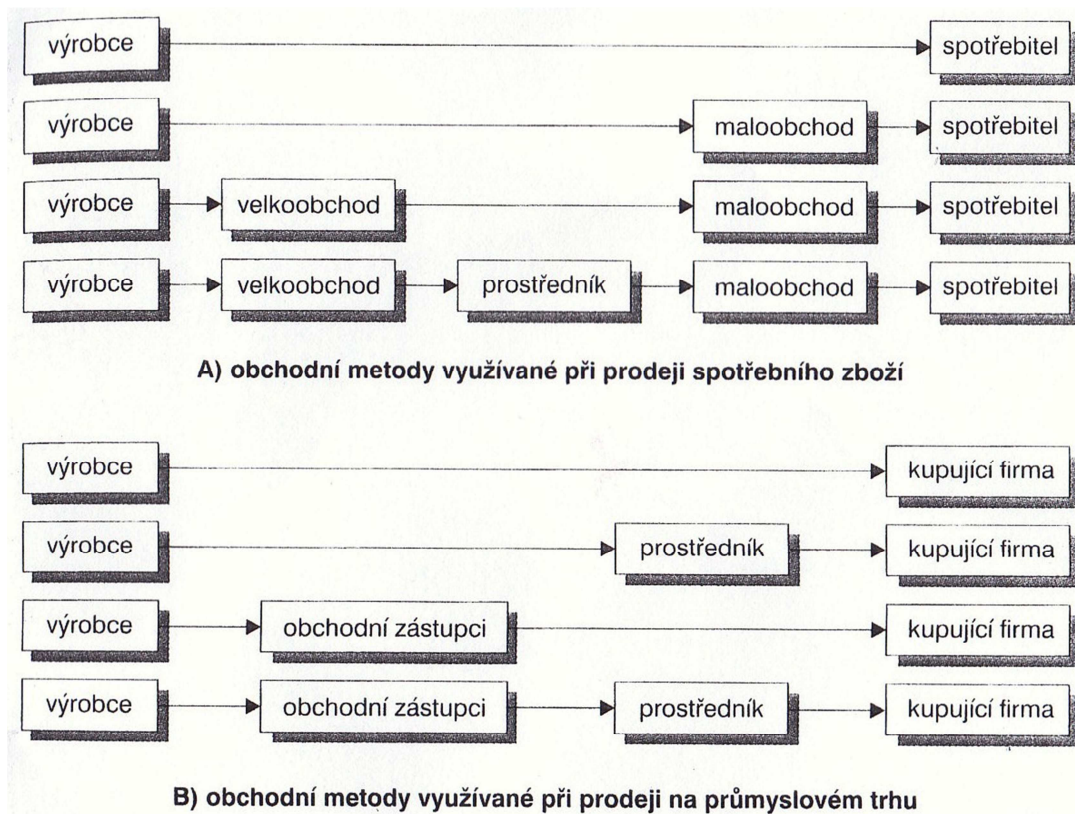 výrobce spotřebitel
výrobce maloobchod spotřebitel
výrobce velkoobchod maloobchod spotřebitel
výrobce velkoobchod prostředník maloobchod spotřebitel
A) obchodní metody využívané při prodeji spotřebního zboží
výrobce kupující firma
výrobce prostředník kupující firma
výrobce obchodní zástupci kupující firma
výrobce obchodní zástupci prostředník kupující firma
B) obchodní metody využívané při prodeji na průmyslovém trhu